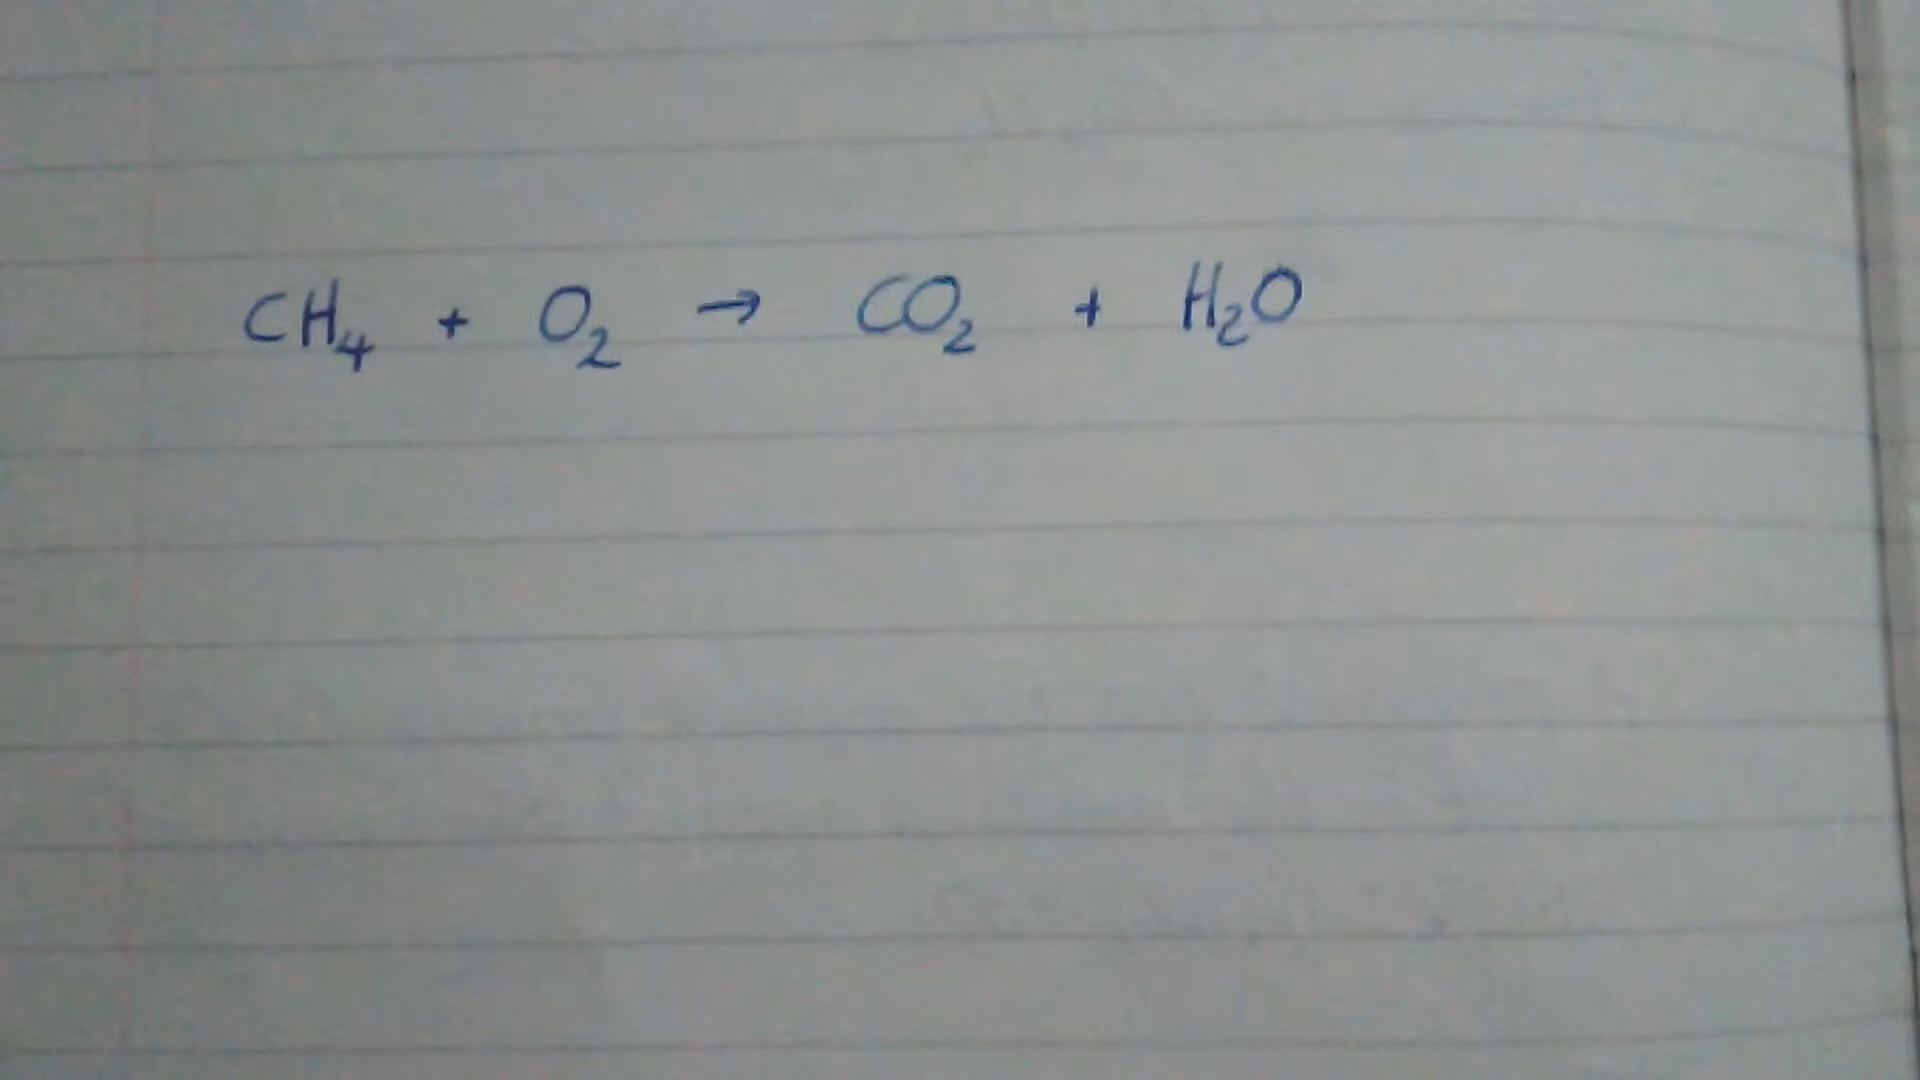 CH₄ + O₂ → CO₂ + H₂O